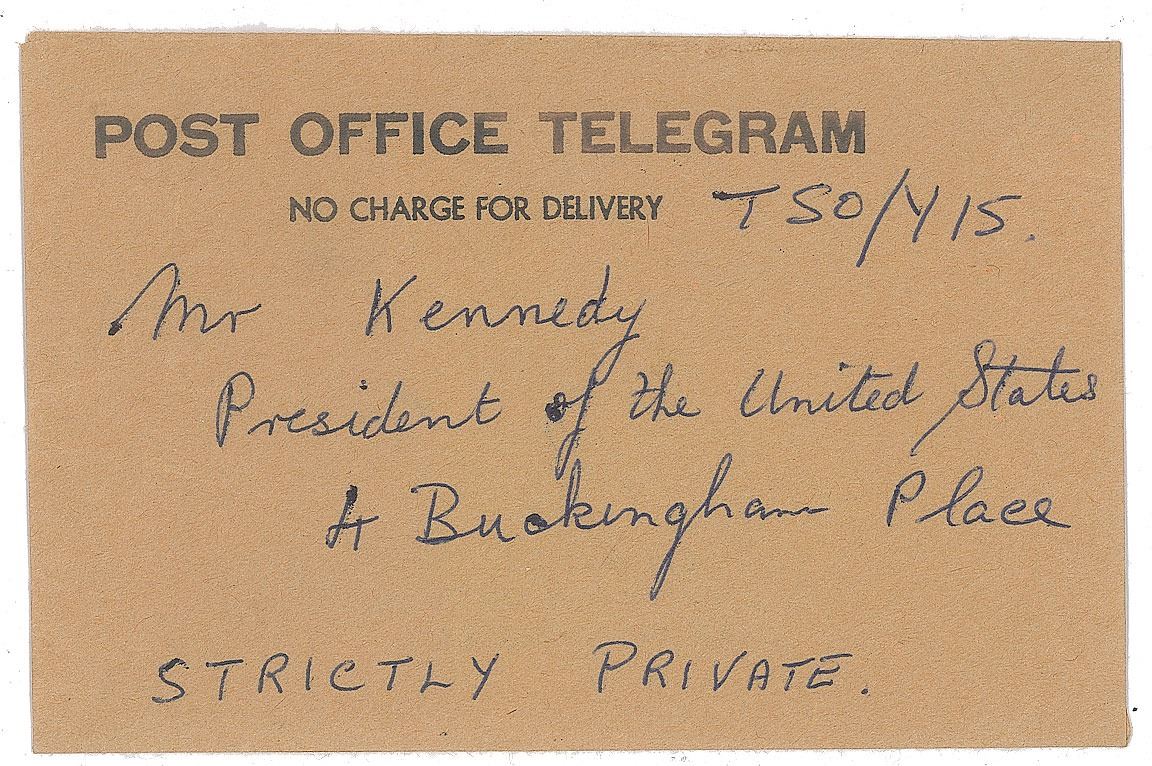 POST OFFICE TELEGRAM
NO CHARGE FOR DELIVERY TSO/Y15.
Mr Kennedy
President of the United States
4 Buckingham Place
STRICTLY PRIVATE.